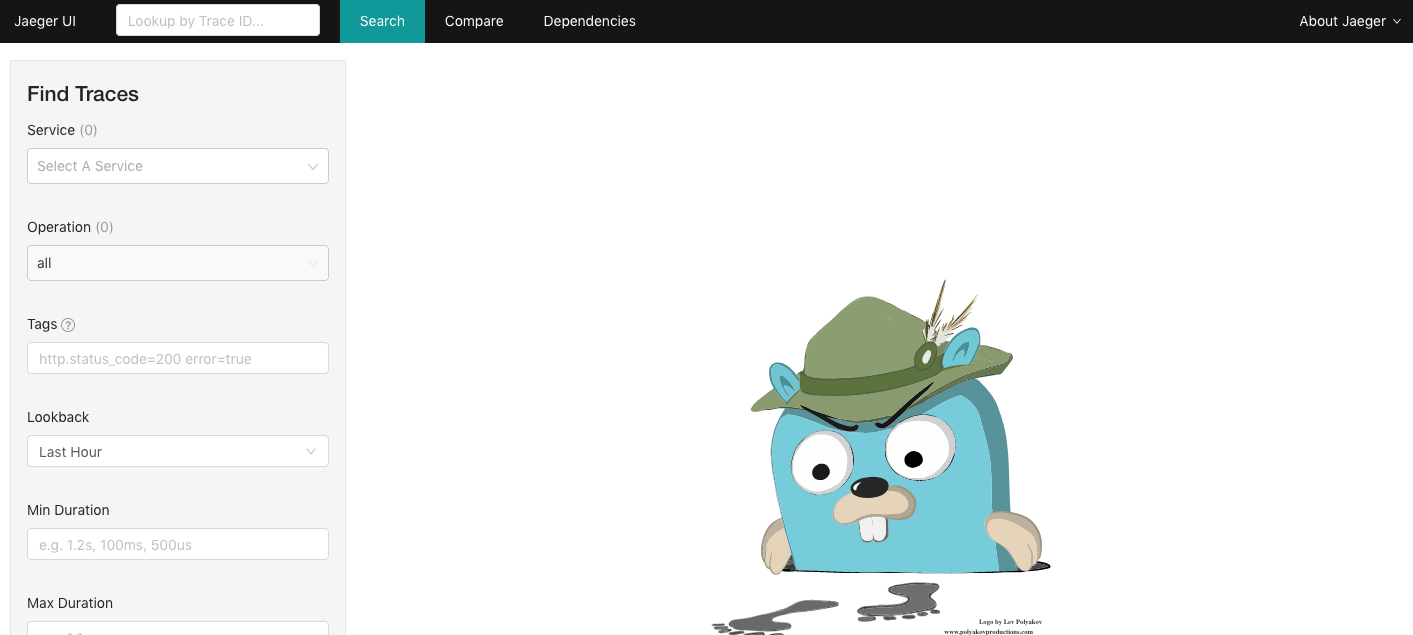 Jaeger UI Lookup by Trace ID... Search Compare Dependencies About Jaeger
Find Traces
Service (0)
Select A Service
Operation (0)
all
Tags ?
http.status_code=200 error=true
Lookback
Last Hour
Min Duration
e.g. 1.2s, 100ms, 500us
Max Duration
Logo by Lev Polyakov
www.polyakovproductions.com